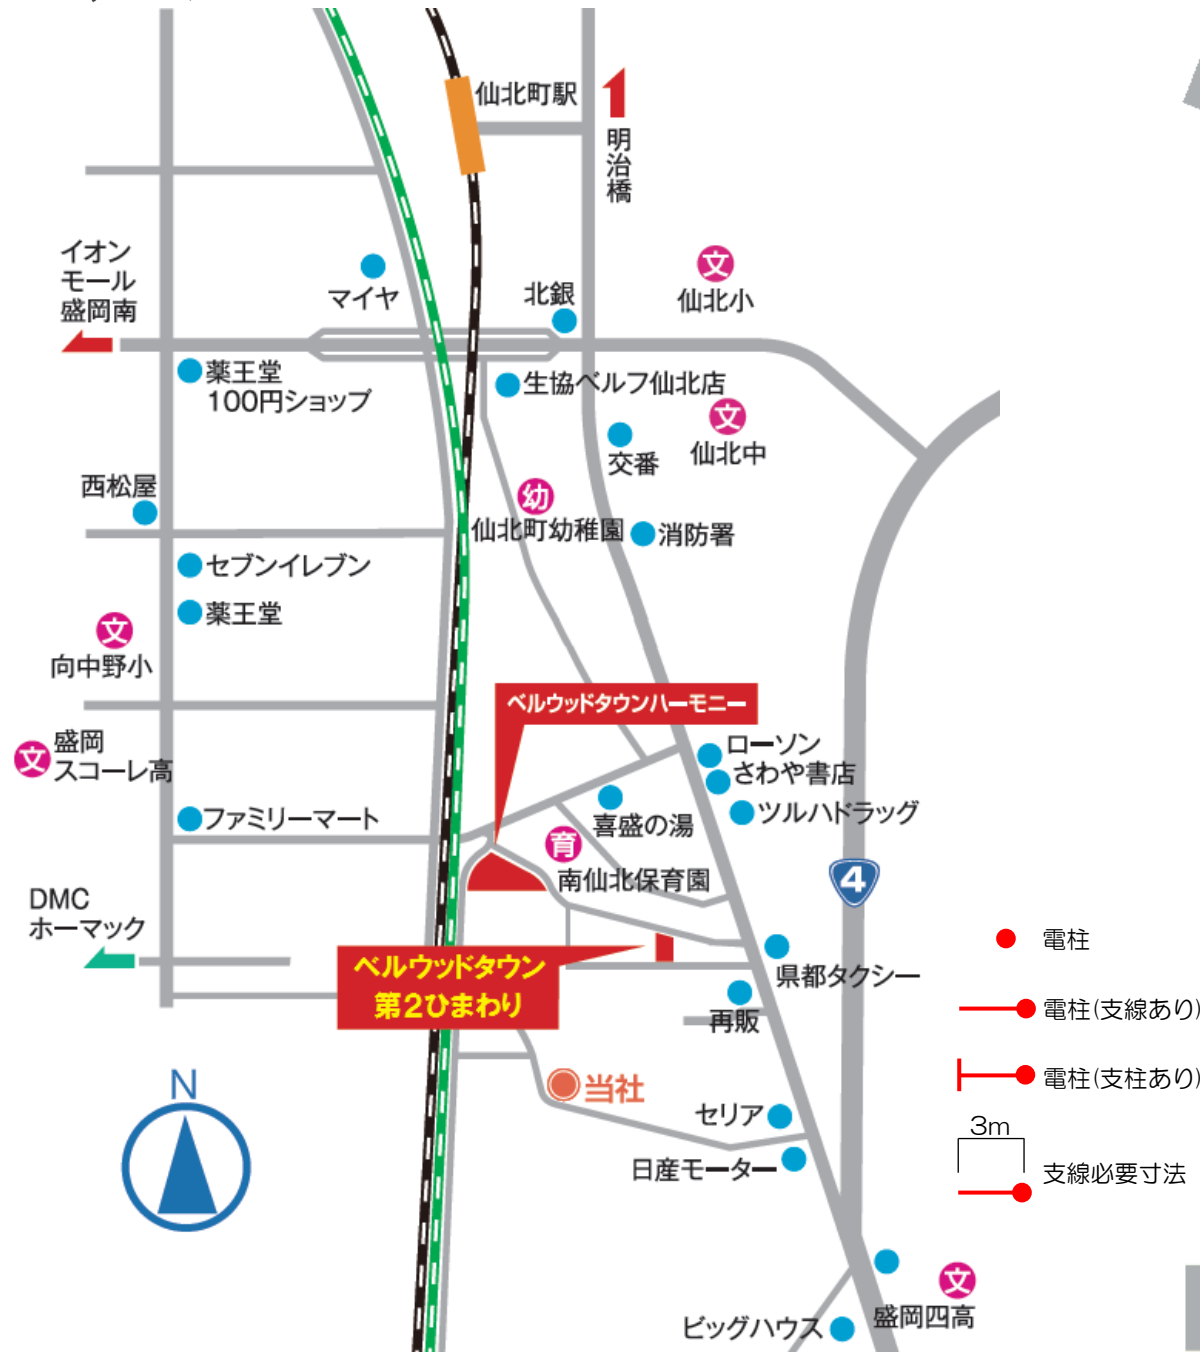 仙北町駅
明治橋
イオン
モール
盛岡南
マイヤ
北銀
文
仙北小
薬王堂
100円ショップ
生協ベルフ仙北店
文
仙北中
交番
西松屋
幼
仙北町幼稚園
消防署
セブンイレブン
薬王堂
文
向中野小
ベルウッドタウンハーモニー
文
盛岡
スコーレ高
ローソン
さわや書店
ファミリーマート
喜盛の湯
ツルハドラッグ
育
南仙北保育園
4
DMC
ホーマック
ベルウッドタウン
第2ひまわり
県都タクシー
再販
電柱
電柱(支線あり)
電柱(支柱あり)
3m
支線必要寸法
N
当社
セリア
日産モーター
文
盛岡四高
ビッグハウス